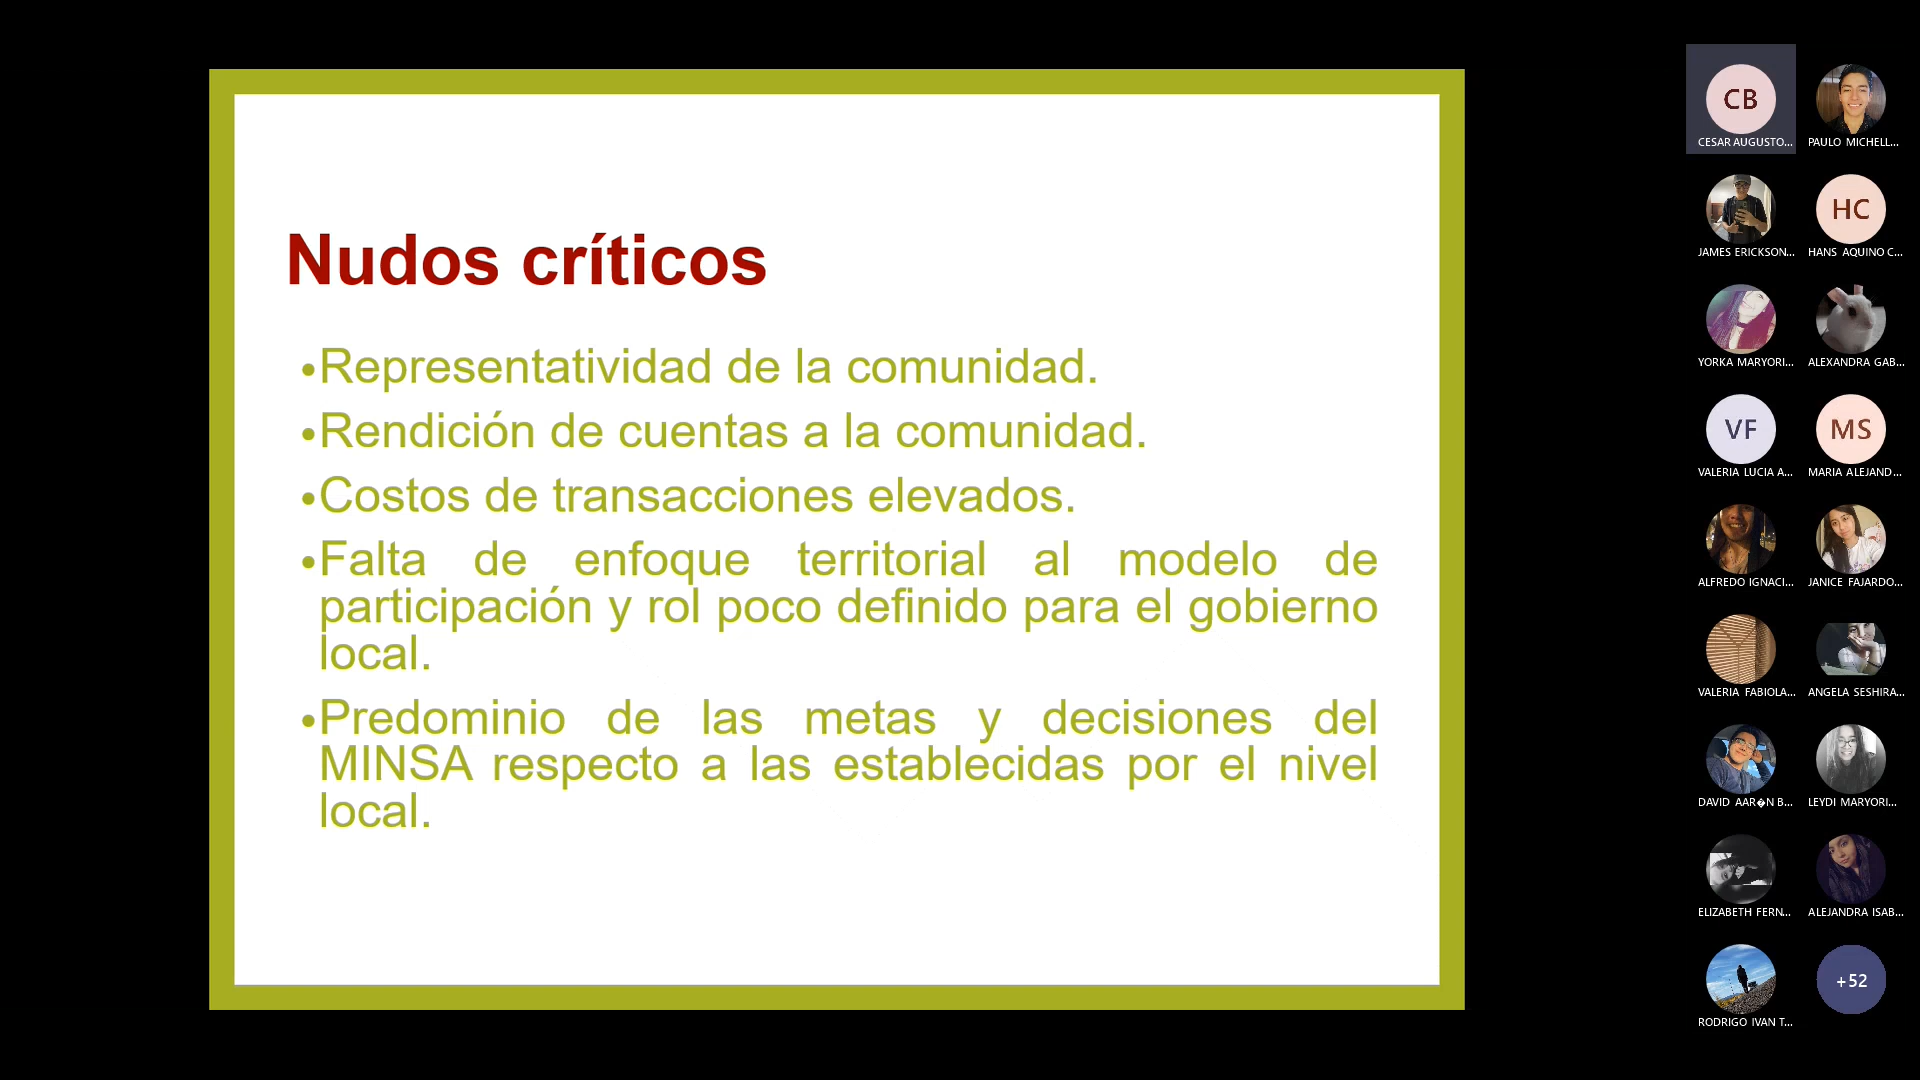 Nudos críticos
•Representatividad de la comunidad.
•Rendición de cuentas a la comunidad.
•Costos de transacciones elevados.
•Falta de enfoque territorial al modelo de
participación y rol poco definido para el gobierno
local.
•Predominio de las metas y decisiones del
MINSA respecto a las establecidas por el nivel
local.
CB
CESAR AUGUSTO...
PAULO MICHELL...
JAMES ERICKSON...
HC
HANS AQUINO C...
YORKA MARYORI...
ALEXANDRA GAB...
VF
VALERIA LUCIA A...
MS
MARIA ALEJAND...
ALFREDO IGNACI...
JANICE FAJARDO...
VALERIA FABIOLA...
ANGELA SESHIRA...
DAVID AAR�N B...
LEYDI MARYORI...
ELIZABETH FERN...
ALEJANDRA ISAB...
RODRIGO IVAN T...
+52